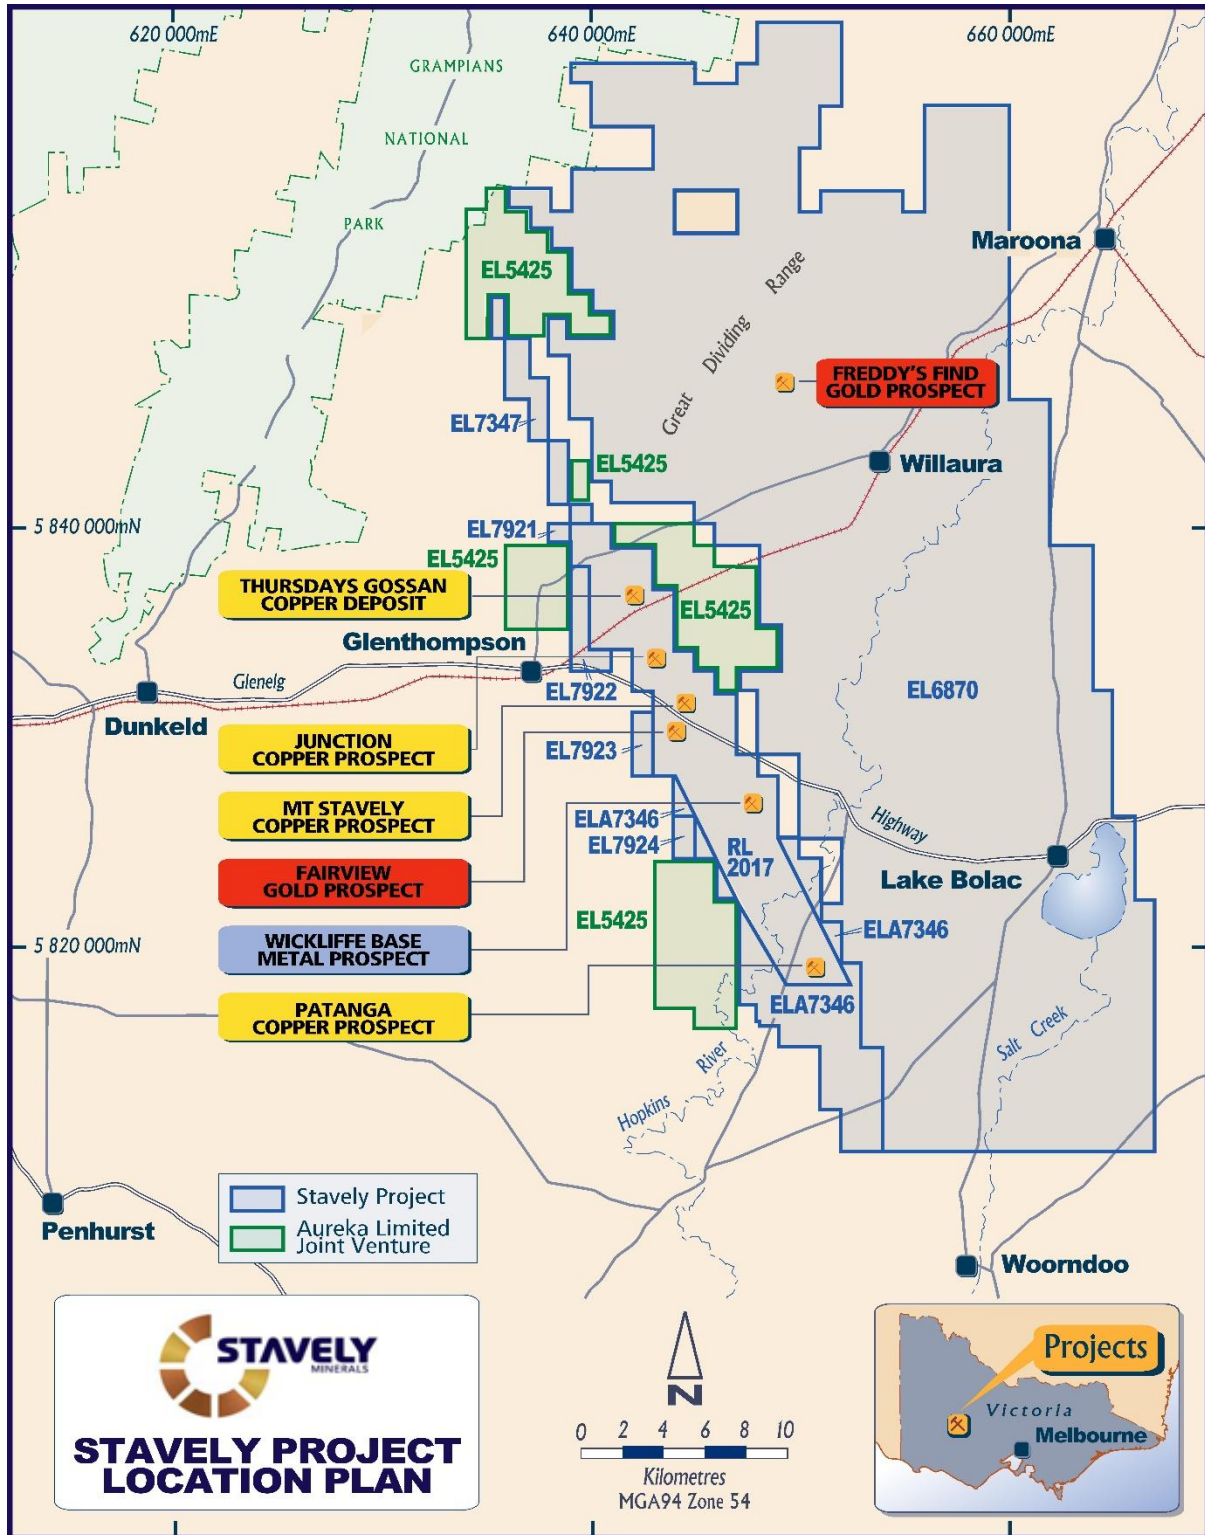 620 000mE
640 000mE
660 000mE
GRAMPIANS
NATIONAL
PARK
Maroona
EL5425
Great Dividing Range
FREDDY'S FIND
GOLD PROSPECT
EL7347
EL5425
Willaura
5 840 000mN
EL7921
EL5425
THURSDAYS GOSSAN
COPPER DEPOSIT
EL5425
Glenthompson
Glenelg
EL7922
EL6870
Dunkeld
JUNCTION
COPPER PROSPECT
EL7923
MT STAVELY
COPPER PROSPECT
ELA7346
Highway
EL7924
RL
2017
FAIRVIEW
GOLD PROSPECT
Lake Bolac
EL5425
ELA7346
5 820 000mN
WICKLIFFE BASE
METAL PROSPECT
ELA7346
PATANGA
COPPER PROSPECT
Hopkins River
Salt Creek
Stavely Project
Aureka Limited
Joint Venture
Penhurst
Woorndoo
STAVELY
MINERALS
STAVELY PROJECT
LOCATION PLAN
N
0 2 4 6 8 10
Kilometres
MGA94 Zone 54
Projects
Victoria
Melbourne